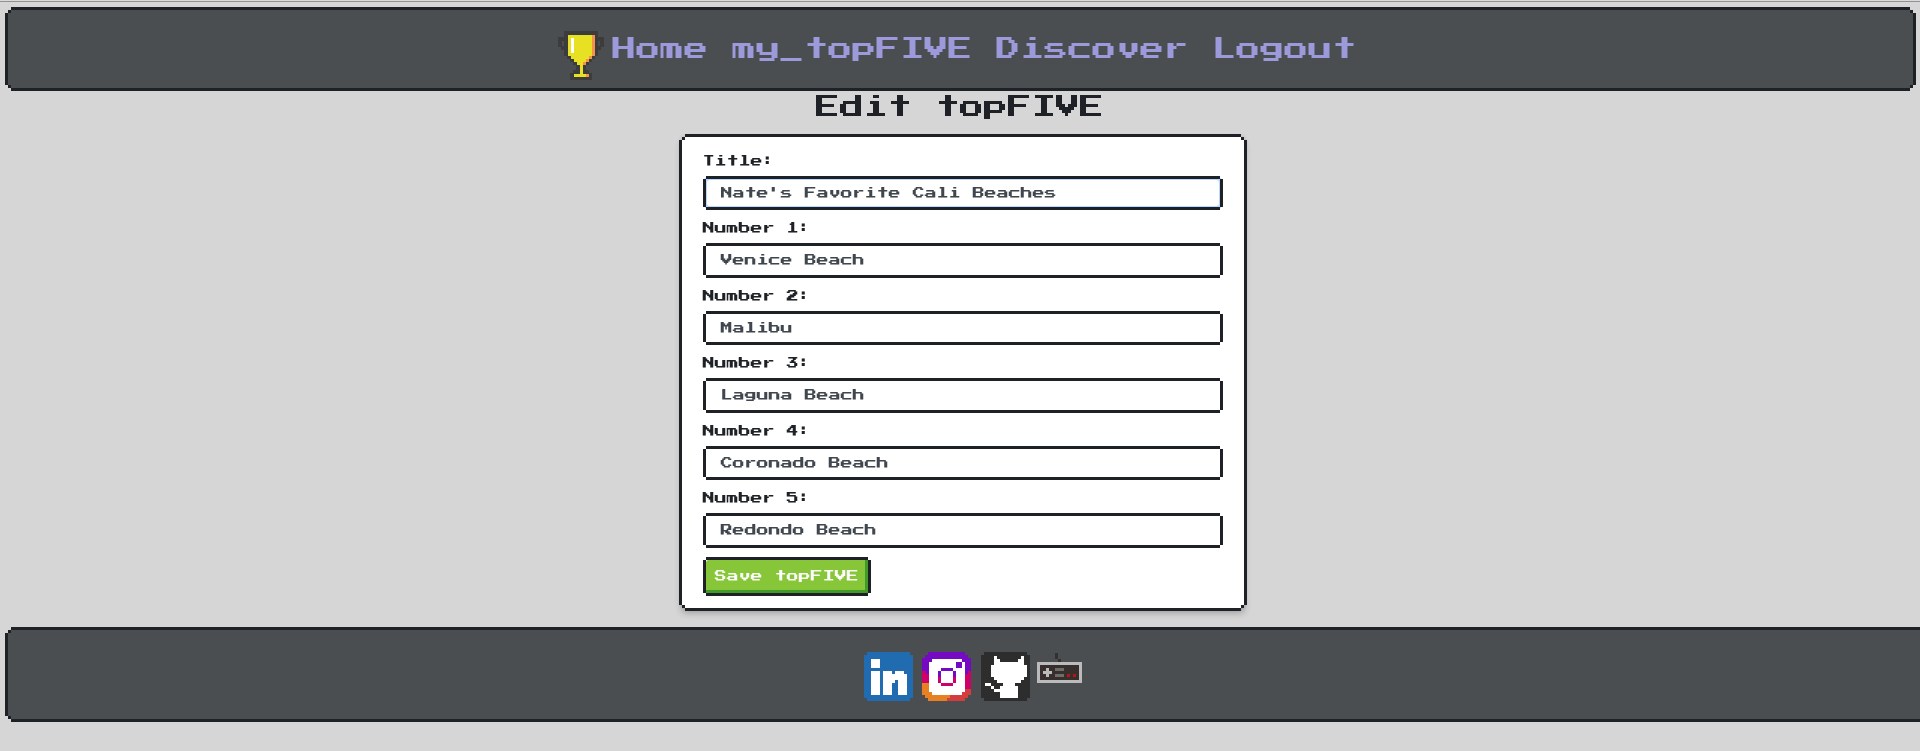 Home my_topFIVE Discover Logout
Edit topFIVE
Title:
Nate's Favorite Cali Beaches
Number 1:
Venice Beach
Number 2:
Malibu
Number 3:
Laguna Beach
Number 4:
Coronado Beach
Number 5:
Redondo Beach
Save topFIVE
in